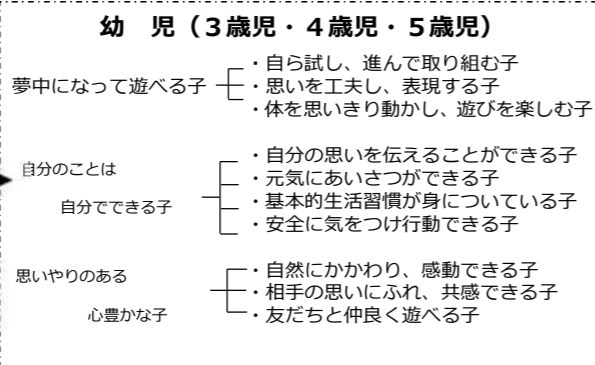 幼　児（３歳児・４歳児・５歳児）
夢中になって遊べる子
・自ら試し、進んで取り組む子
・思いを工夫し、表現する子
・体を思いきり動かし、遊びを楽しむ子
自分のことは
自分でできる子
・自分の思いを伝えることができる子
・元気にあいさつができる子
・基本的生活習慣が身についている子
・安全に気をつけ行動できる子
思いやりのある
心豊かな子
・自然にかかわり、感動できる子
・相手の思いにふれ、共感できる子
・友だちと仲良く遊べる子